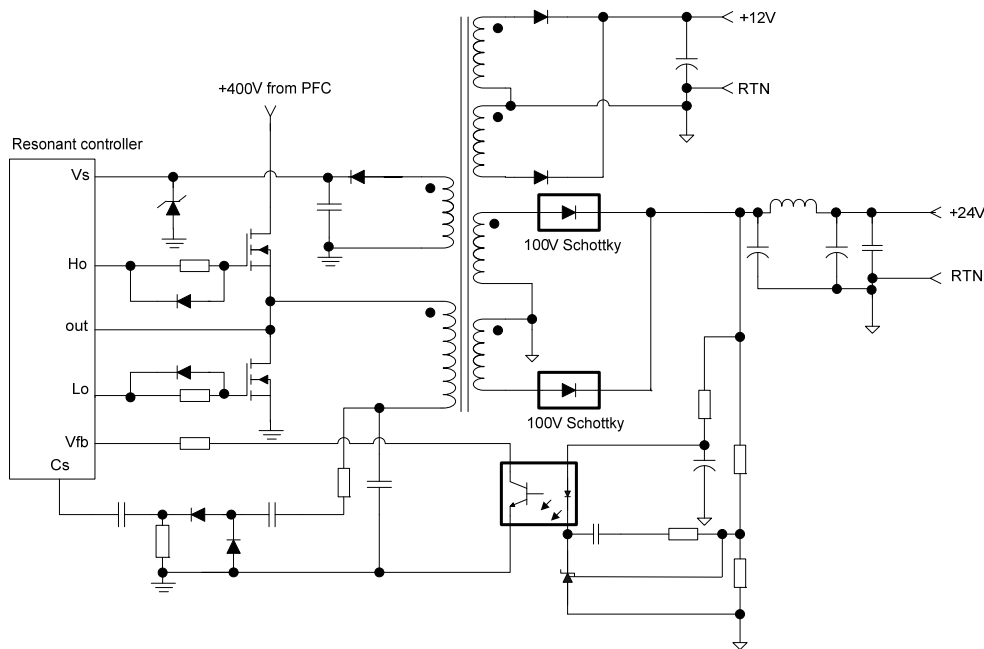 +12V
RTN
+400V from PFC
Resonant controller
Vs
Ho
out
Lo
Vfb
Cs
100V Schottky
+24V
RTN
100V Schottky